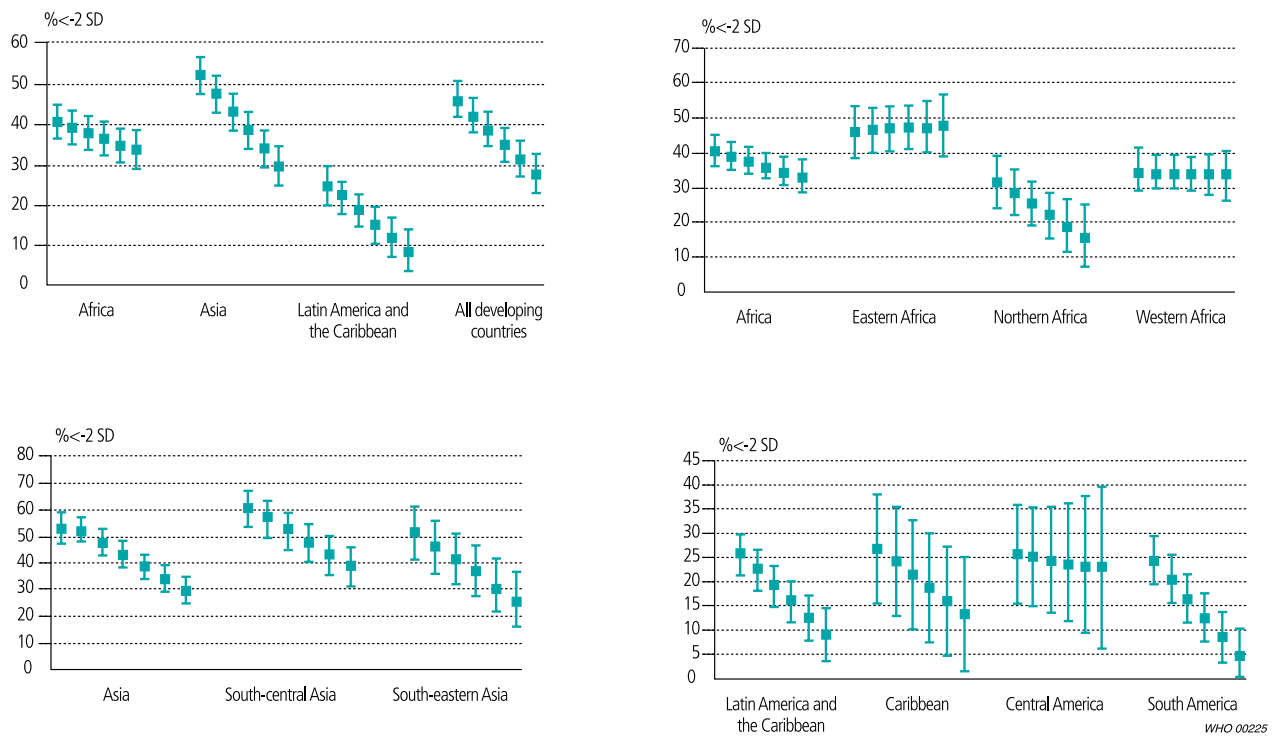 %<-2 SD
60
50
40
30
20
10
0
Africa
Asia
Latin America and
the Caribbean
All developing
countries
%<-2 SD
70
60
50
40
30
20
10
0
Africa
Eastern Africa
Northern Africa
Western Africa
%<-2 SD
80
70
60
50
40
30
20
10
0
Asia
South-central Asia
South-eastern Asia
%<-2 SD
45
40
35
30
25
20
15
10
5
0
Latin America and
the Caribbean
Caribbean
Central America
South America
WHO 00225